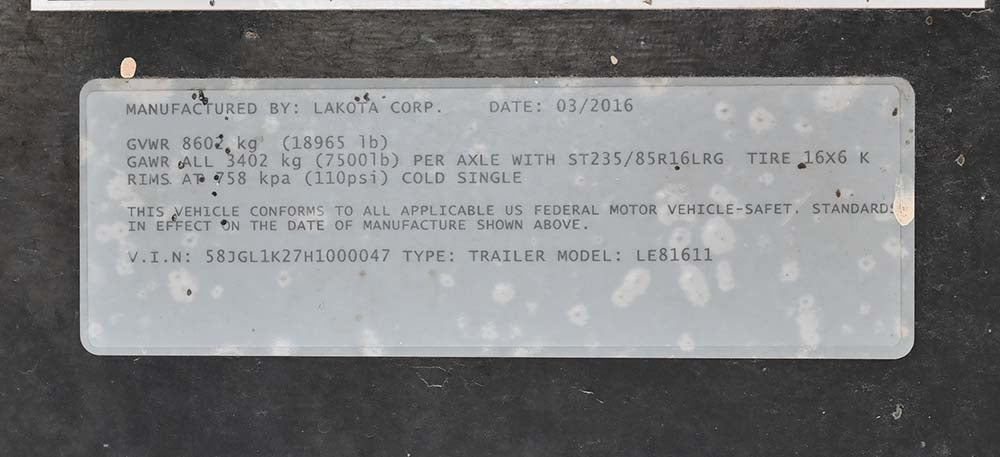 MANUFACTURED BY: LAKOTA CORP. DATE: 03/2016
GVWR 8602 kg (18965 lb)
GAWR ALL 3402 kg (7500lb) PER AXLE WITH ST235/85R16LRG TIRE 16X6 K
RIMS AT 758 kpa (110psi) COLD SINGLE
THIS VEHICLE CONFORMS TO ALL APPLICABLE US FEDERAL MOTOR VEHICLE-SAFET. STANDARDS
IN EFFECT ON THE DATE OF MANUFACTURE SHOWN ABOVE.
V.I.N: 58JGL1K27H1000047 TYPE: TRAILER MODEL: LE81611